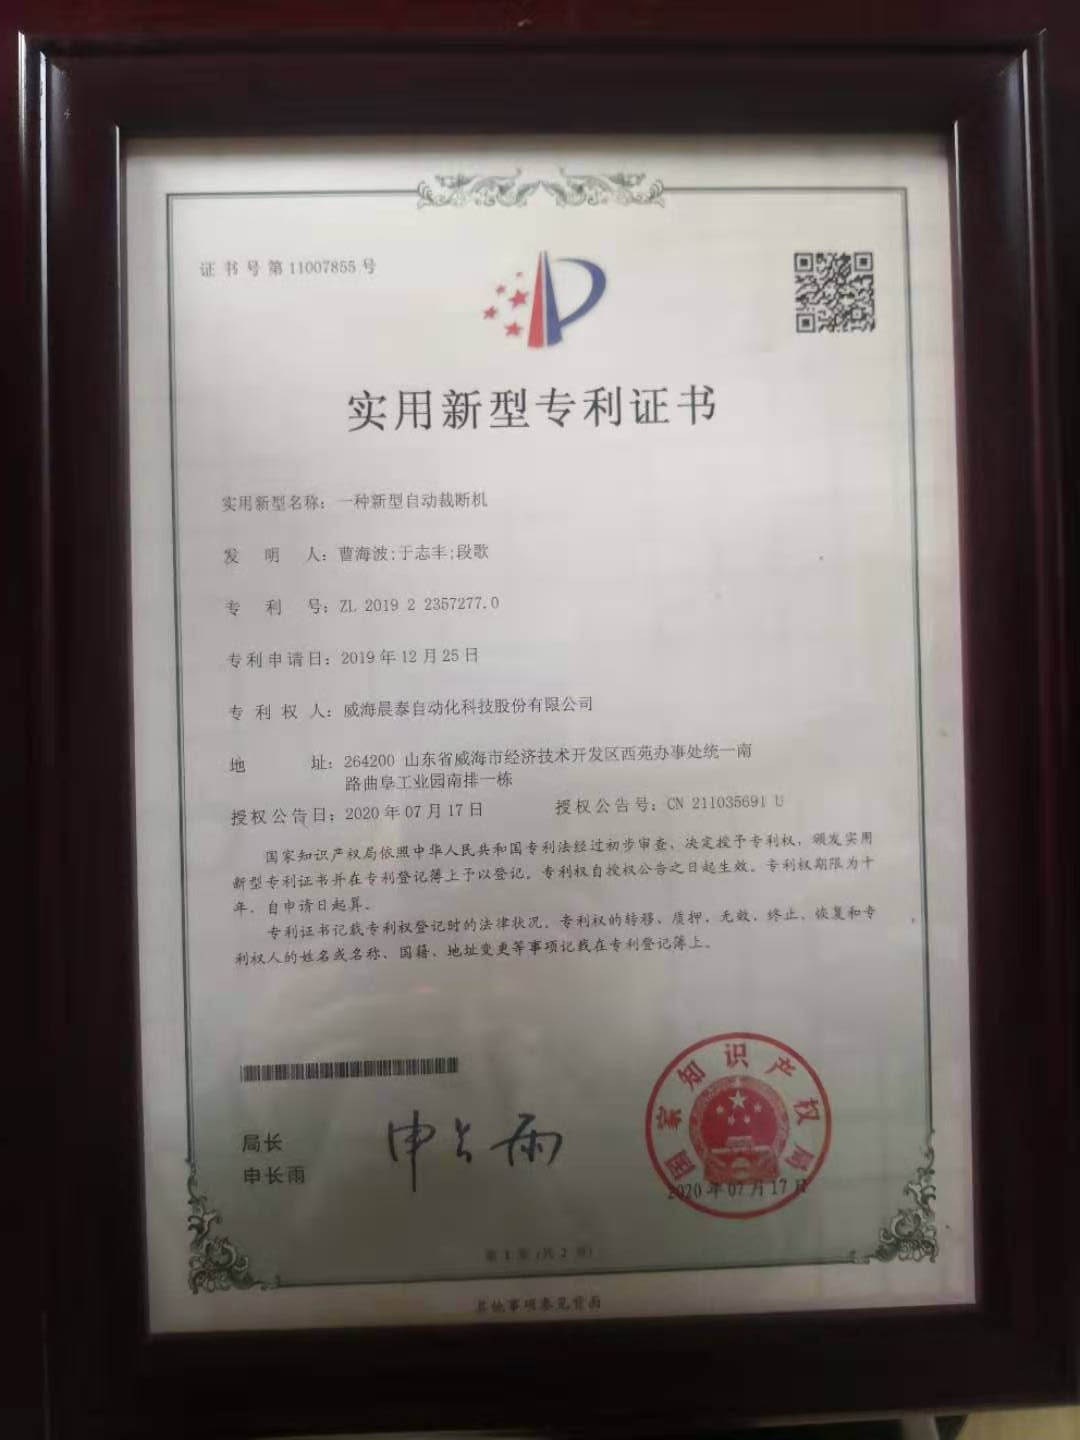 证书号第11007855号
实用新型专利证书
实用新型名称：一种新型自动裁断机
发明人：曹海波;于志丰;段歌
专利号：ZL 2019 2 2357277.0
专利申请日：2019年12月25日
专利权人：威海晨泰自动化科技股份有限公司
地址：264200 山东省威海市经济技术开发区西苑办事处统一南
路曲阜工业园南排一栋
授权公告日：2020年07月17日 授权公告号：CN 211035691 U
国家知识产权局依照中华人民共和国专利法经过初步审查，决定授予专利权，颁发实用
新型专利证书并在专利登记簿上予以登记。专利权自授权公告之日起生效。专利权期限为十
年，自申请日起算。
专利证书记载专利权登记时的法律状况。专利权的转移、质押、无效、终止、恢复和专
利权人的姓名或名称、国籍、地址变更等事项记载在专利登记簿上。
局长
申长雨
申长雨
国家知识产权局
2020年07月17日
第 1 页 (共 2 页)
其他事项参见背面